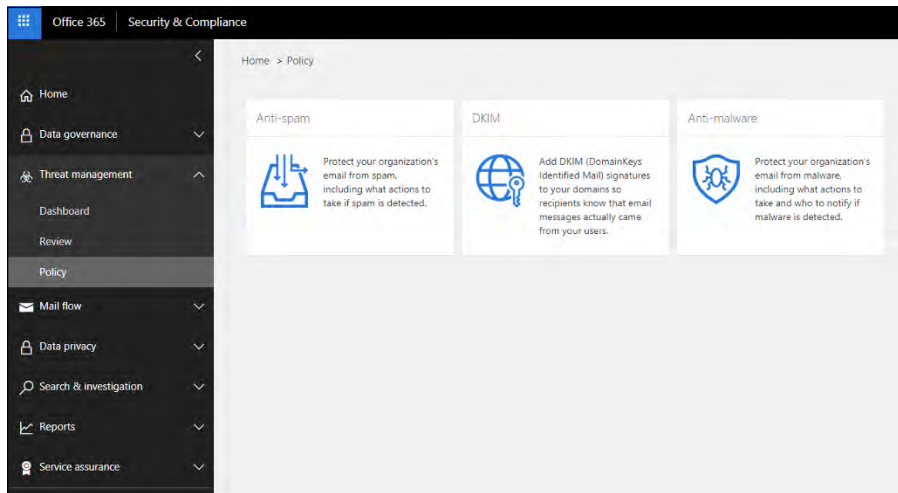 Office 365 Security & Compliance
Home
Data governance
Threat management
Dashboard
Review
Policy
Mail flow
Data privacy
Search & investigation
Reports
Service assurance
Home > Policy
Anti-spam
Protect your organization's
email from spam,
including what actions to
take if spam is detected.
DKIM
Add DKIM (DomainKeys
Identified Mail) signatures
to your domains so
recipients know that email
messages actually came
from your users.
Anti-malware
Protect your organization's
email from malware,
including what actions to
take and who to notify if
malware is detected.